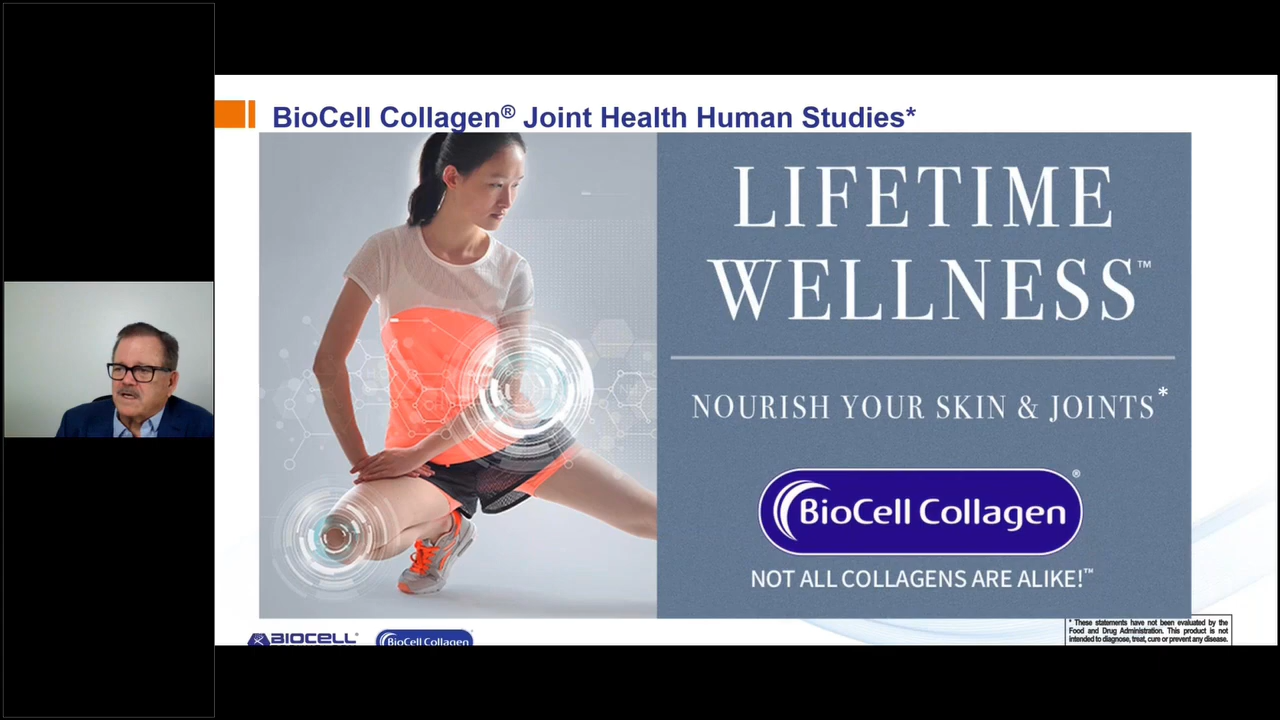 BioCell Collagen® Joint Health Human Studies*
LIFETIME
WELLNESS™
NOURISH YOUR SKIN & JOINTS*
BioCell Collagen®
NOT ALL COLLAGENS ARE ALIKE!™
BIOCELL®
BioCell Collagen
* These statements have not been evaluated by the
Food and Drug Administration. This product is not
intended to diagnose, treat, cure or prevent any disease.
OH
NH